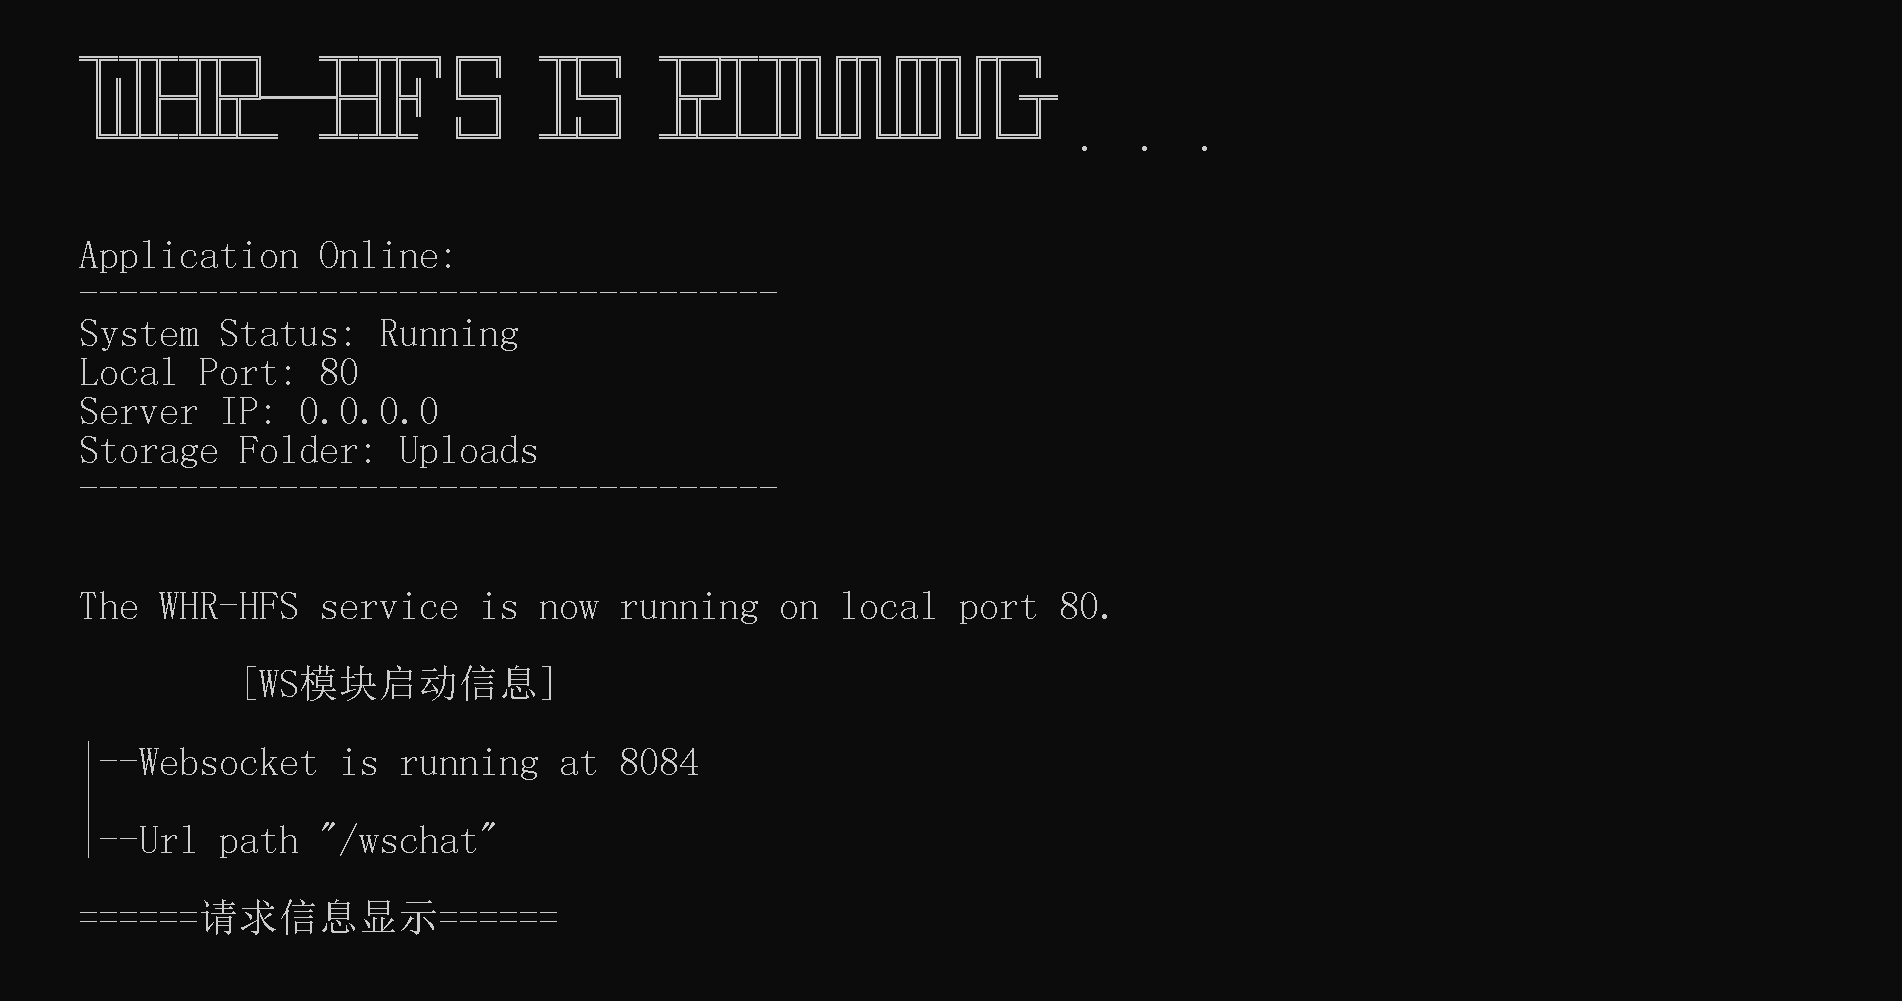 WHR-HFS IS RUNNING...
Application Online:
-----------------------------------
System Status: Running
Local Port: 80
Server IP: 0.0.0.0
Storage Folder: Uploads
-----------------------------------
The WHR-HFS service is now running on local port 80.
[WS模块启动信息]
|--Websocket is running at 8084
|
|--Url path "/wschat"
======请求信息显示======